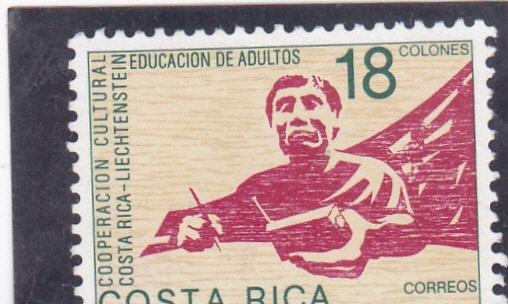 COOPERACION CULTURAL
COSTA RICA-LIECHTENSTEIN
EDUCACION DE ADULTOS
18 COLONES
CORREOS
COSTA RICA